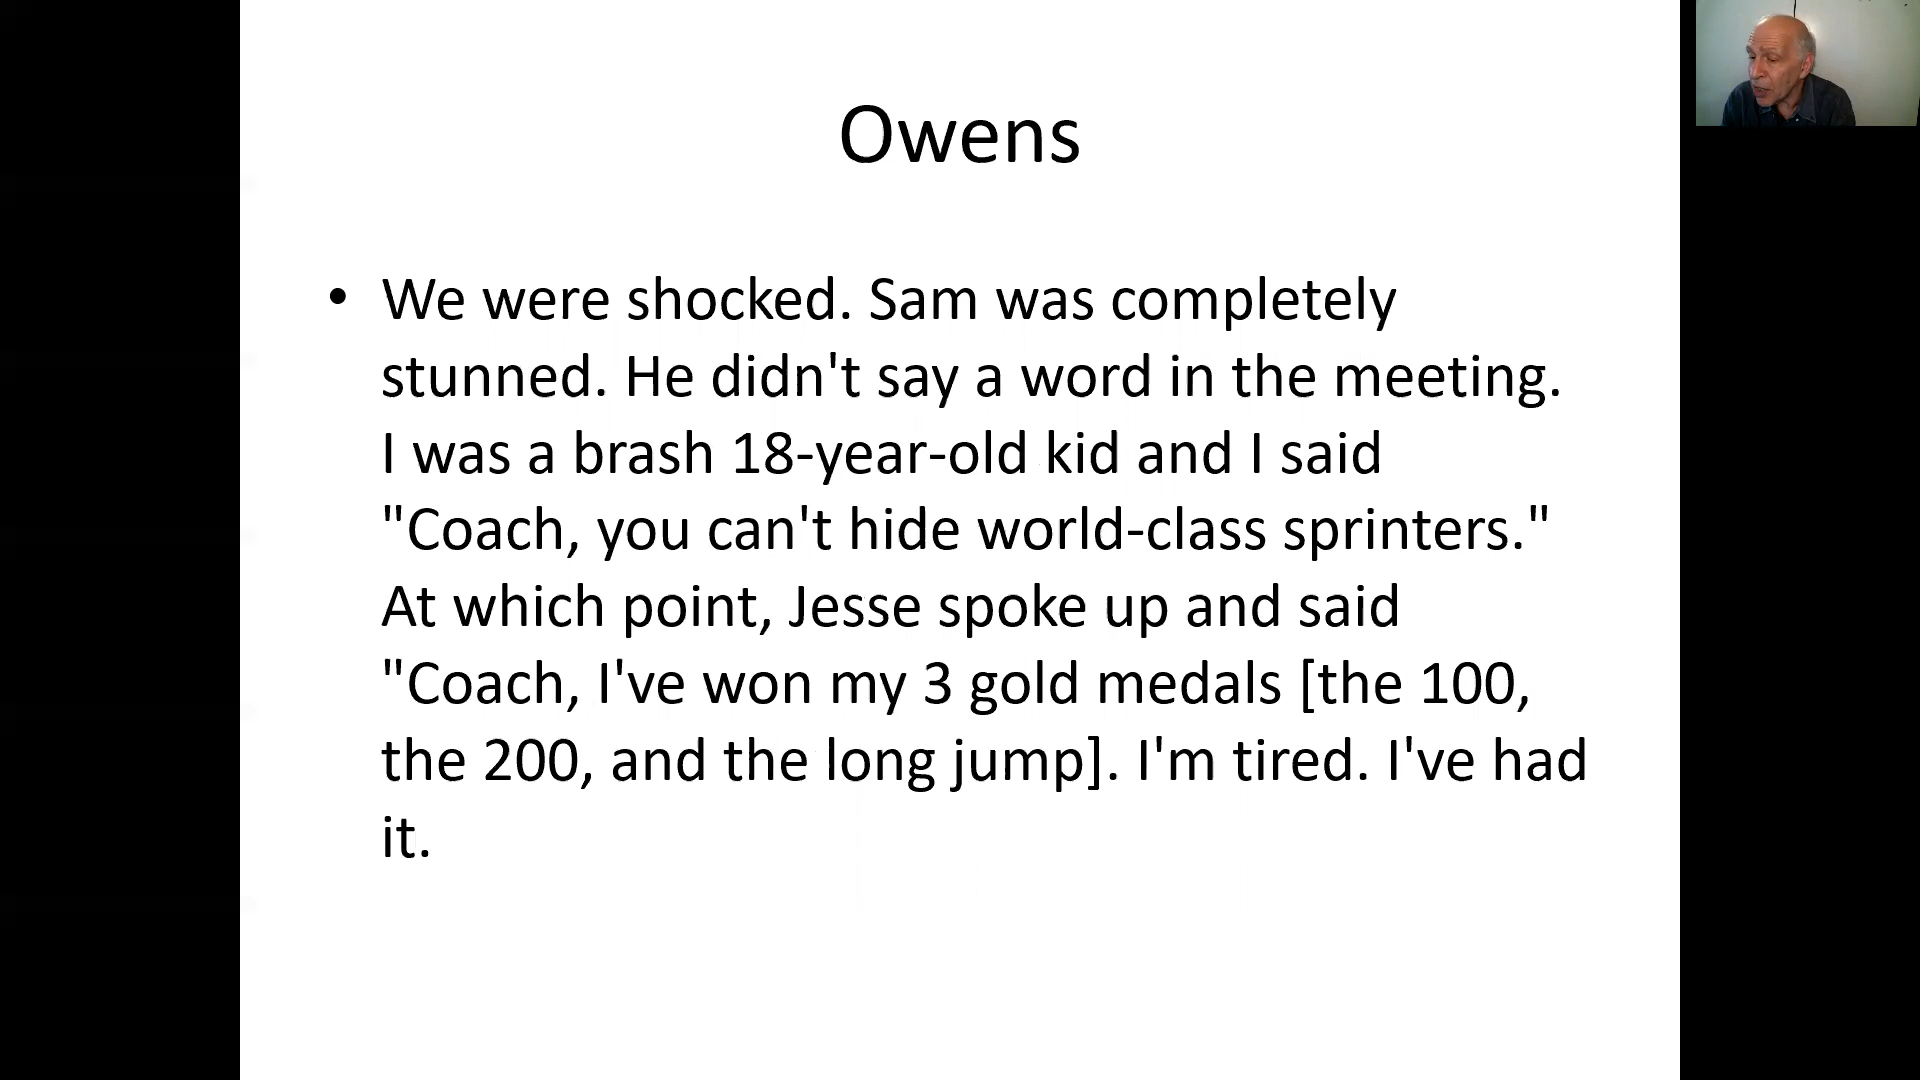 Owens
• We were shocked. Sam was completely
stunned. He didn't say a word in the meeting.
I was a brash 18-year-old kid and I said
"Coach, you can't hide world-class sprinters."
At which point, Jesse spoke up and said
"Coach, I've won my 3 gold medals [the 100,
the 200, and the long jump]. I'm tired. I've had
it.